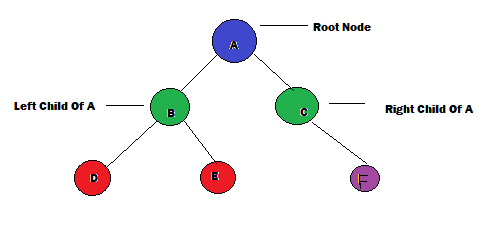 A
Root Node
Left Child Of A
B
C
Right Child Of A
D
E
F